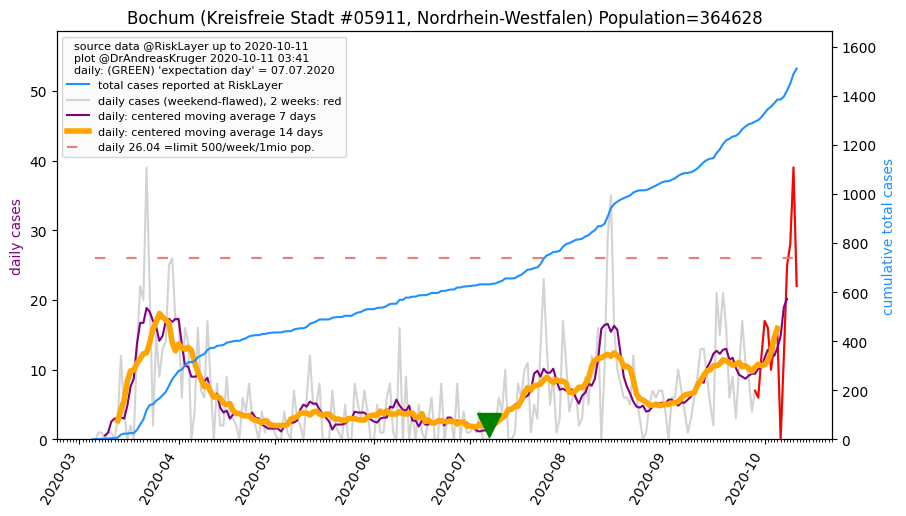 Bochum (Kreisfreie Stadt #05911, Nordrhein-Westfalen) Population=364628
source data @RiskLayer up to 2020-10-11
plot @DrAndreasKruger 2020-10-11 03:41
daily: (GREEN) 'expectation day' = 07.07.2020
total cases reported at RiskLayer
daily cases (weekend-flawed), 2 weeks: red
daily: centered moving average 7 days
daily: centered moving average 14 days
daily 26.04 =limit 500/week/1mio pop.
daily cases
50
40
30
20
10
0
cumulative total cases
1600
1400
1200
1000
800
600
400
200
0
2020-03
2020-04
2020-05
2020-06
2020-07
2020-08
2020-09
2020-10